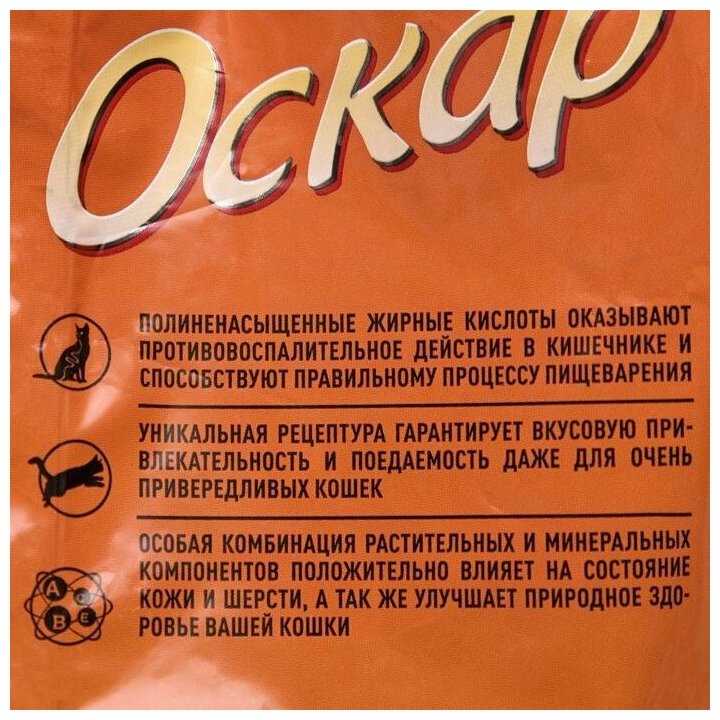 Оскар
ПОЛИНЕНАСЫЩЕННЫЕ ЖИРНЫЕ КИСЛОТЫ ОКАЗЫВАЮТ
ПРОТИВОВОСПАЛИТЕЛЬНОЕ ДЕЙСТВИЕ В КИШЕЧНИКЕ И
СПОСОБСТВУЮТ ПРАВИЛЬНОМУ ПРОЦЕССУ ПИЩЕВАРЕНИЯ
УНИКАЛЬНАЯ РЕЦЕПТУРА ГАРАНТИРУЕТ ВКУСОВУЮ ПРИ-
ВЛЕКАТЕЛЬНОСТЬ И ПОЕДАЕМОСТЬ ДАЖЕ ДЛЯ ОЧЕНЬ
ПРИВЕРЕДЛИВЫХ КОШЕК
ОСОБАЯ КОМБИНАЦИЯ РАСТИТЕЛЬНЫХ И МИНЕРАЛЬНЫХ
КОМПОНЕНТОВ ПОЛОЖИТЕЛЬНО ВЛИЯЕТ НА СОСТОЯНИЕ
КОЖИ И ШЕРСТИ, А ТАК ЖЕ УЛУЧШАЕТ ПРИРОДНОЕ ЗДО-
РОВЬЕ ВАШЕЙ КОШКИ
A
B E